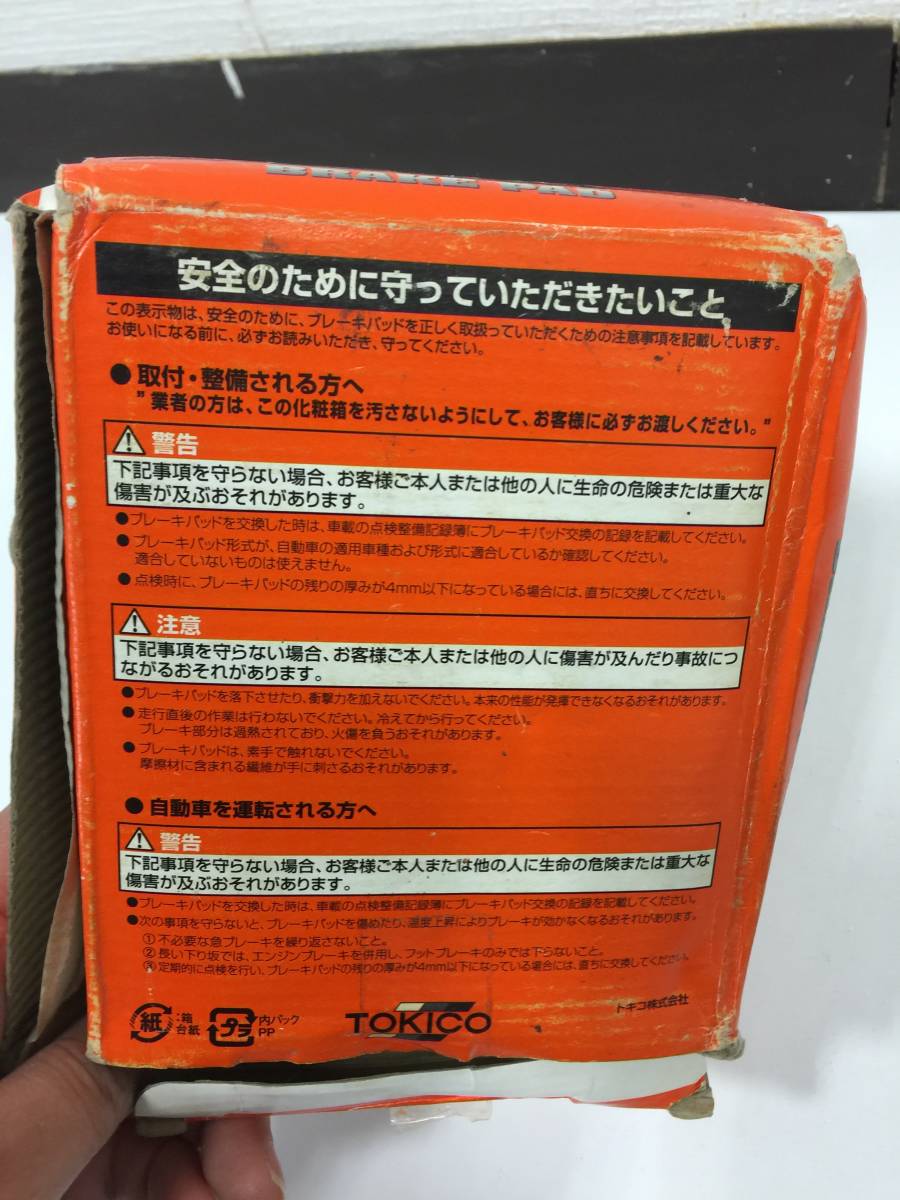 BRAKE PAD
安全のために守っていただきたいこと
この表示物は、安全のために、ブレーキパッドを正しく取扱っていただくための注意事項を記載しています。
お使いになる前に、必ずお読みいただき、守ってください。
● 取付・整備される方へ
"業者の方は、この化粧箱を汚さないようにして、お客様に必ずお渡しください。"
警告
下記事項を守らない場合、お客様ご本人または他の人に生命の危険または重大な
傷害が及ぶおそれがあります。
●ブレーキパッドを交換した時は、車載の点検整備記録簿にブレーキパッド交換の記録を記載してください。
●ブレーキパッド形式が、自動車の適用車種および形式に適合しているか確認してください。
適合していないものは使えません。
●点検時に、ブレーキパッドの残りの厚みが4mm以下になっている場合には、直ちに交換してください。
注意
下記事項を守らない場合、お客様ご本人または他の人に傷害が及んだり事故につ
ながるおそれがあります。
●ブレーキパッドを落下させたり、衝撃力を加えないでください。本来の性能が発揮できなくなるおそれがあります。
●走行直後の作業は行わないでください。冷えてから行ってください。
ブレーキ部分は過熱されており、火傷を負うおそれがあります。
●ブレーキパッドは、素手で触れないでください。
摩擦材に含まれる繊維が手に刺さるおそれがあります。
● 自動車を運転される方へ
警告
下記事項を守らない場合、お客様ご本人または他の人に生命の危険または重大な
傷害が及ぶおそれがあります。
●ブレーキパッドを交換した時は、車載の点検整備記録簿にブレーキパッド交換の記録を記載してください。
●次の事項を守らないと、ブレーキパッドを傷めたり、温度上昇によりブレーキが効かなくなるおそれがあります。
①不必要な急ブレーキを繰り返さないこと。
②長い下り坂では、エンジンブレーキを併用し、フットブレーキのみでは下らないこと。
③定期的に点検を行い、ブレーキパッドの残りの厚みが4mm以下になっている場合には、直ちに交換してください。
紙 :箱
台紙
プラ 内パック
PP
TOKICO
トキコ株式会社